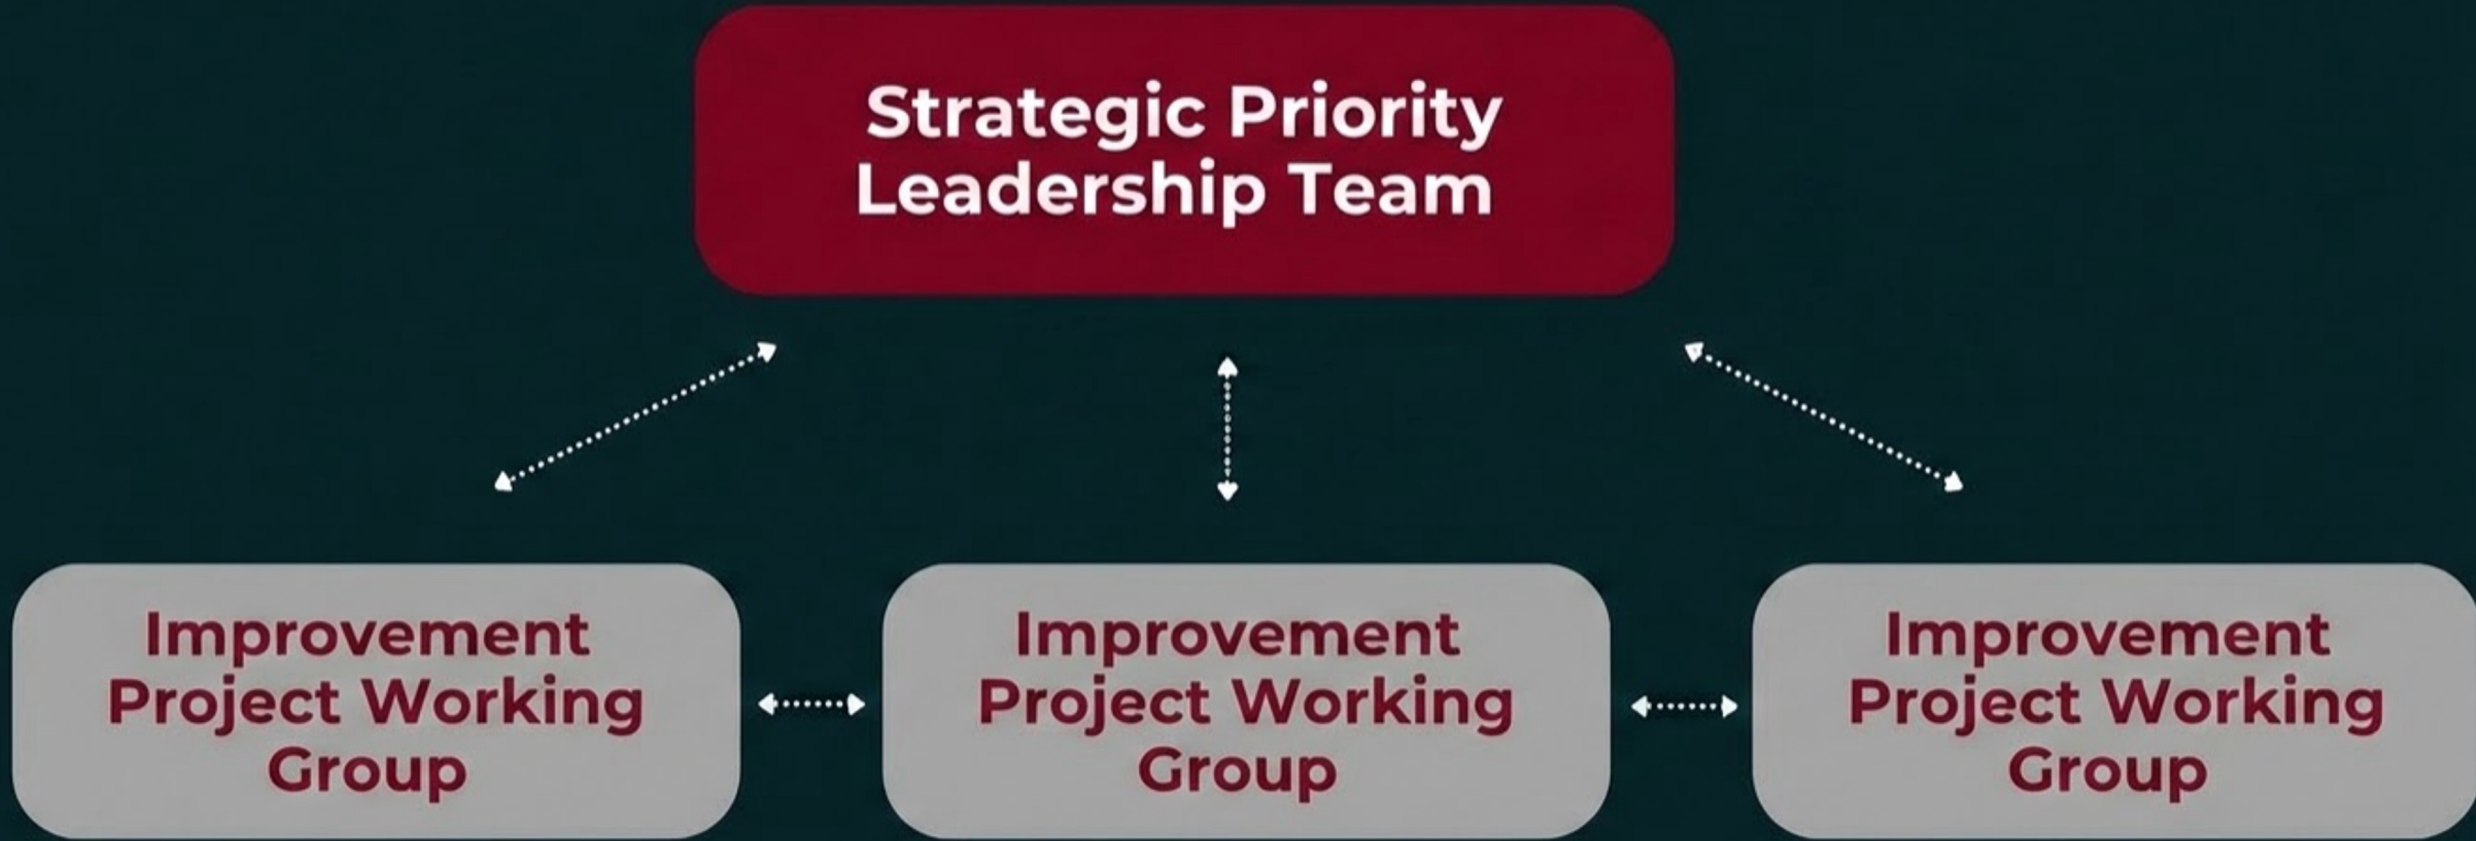 Strategic Priority
Leadership Team
Improvement
Project Working
Group
Improvement
Project Working
Group
Improvement
Project Working
Group